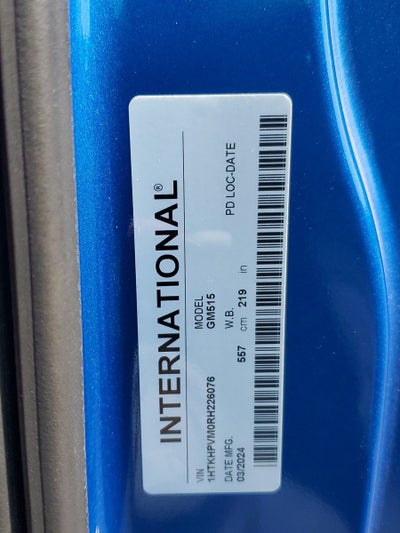 INTERNATIONAL®
VIN MODEL
1HTKHPVM0RH226076 GM515
DATE MFG. W.B. PD LOC-DATE
03/2024 557 cm 219 in